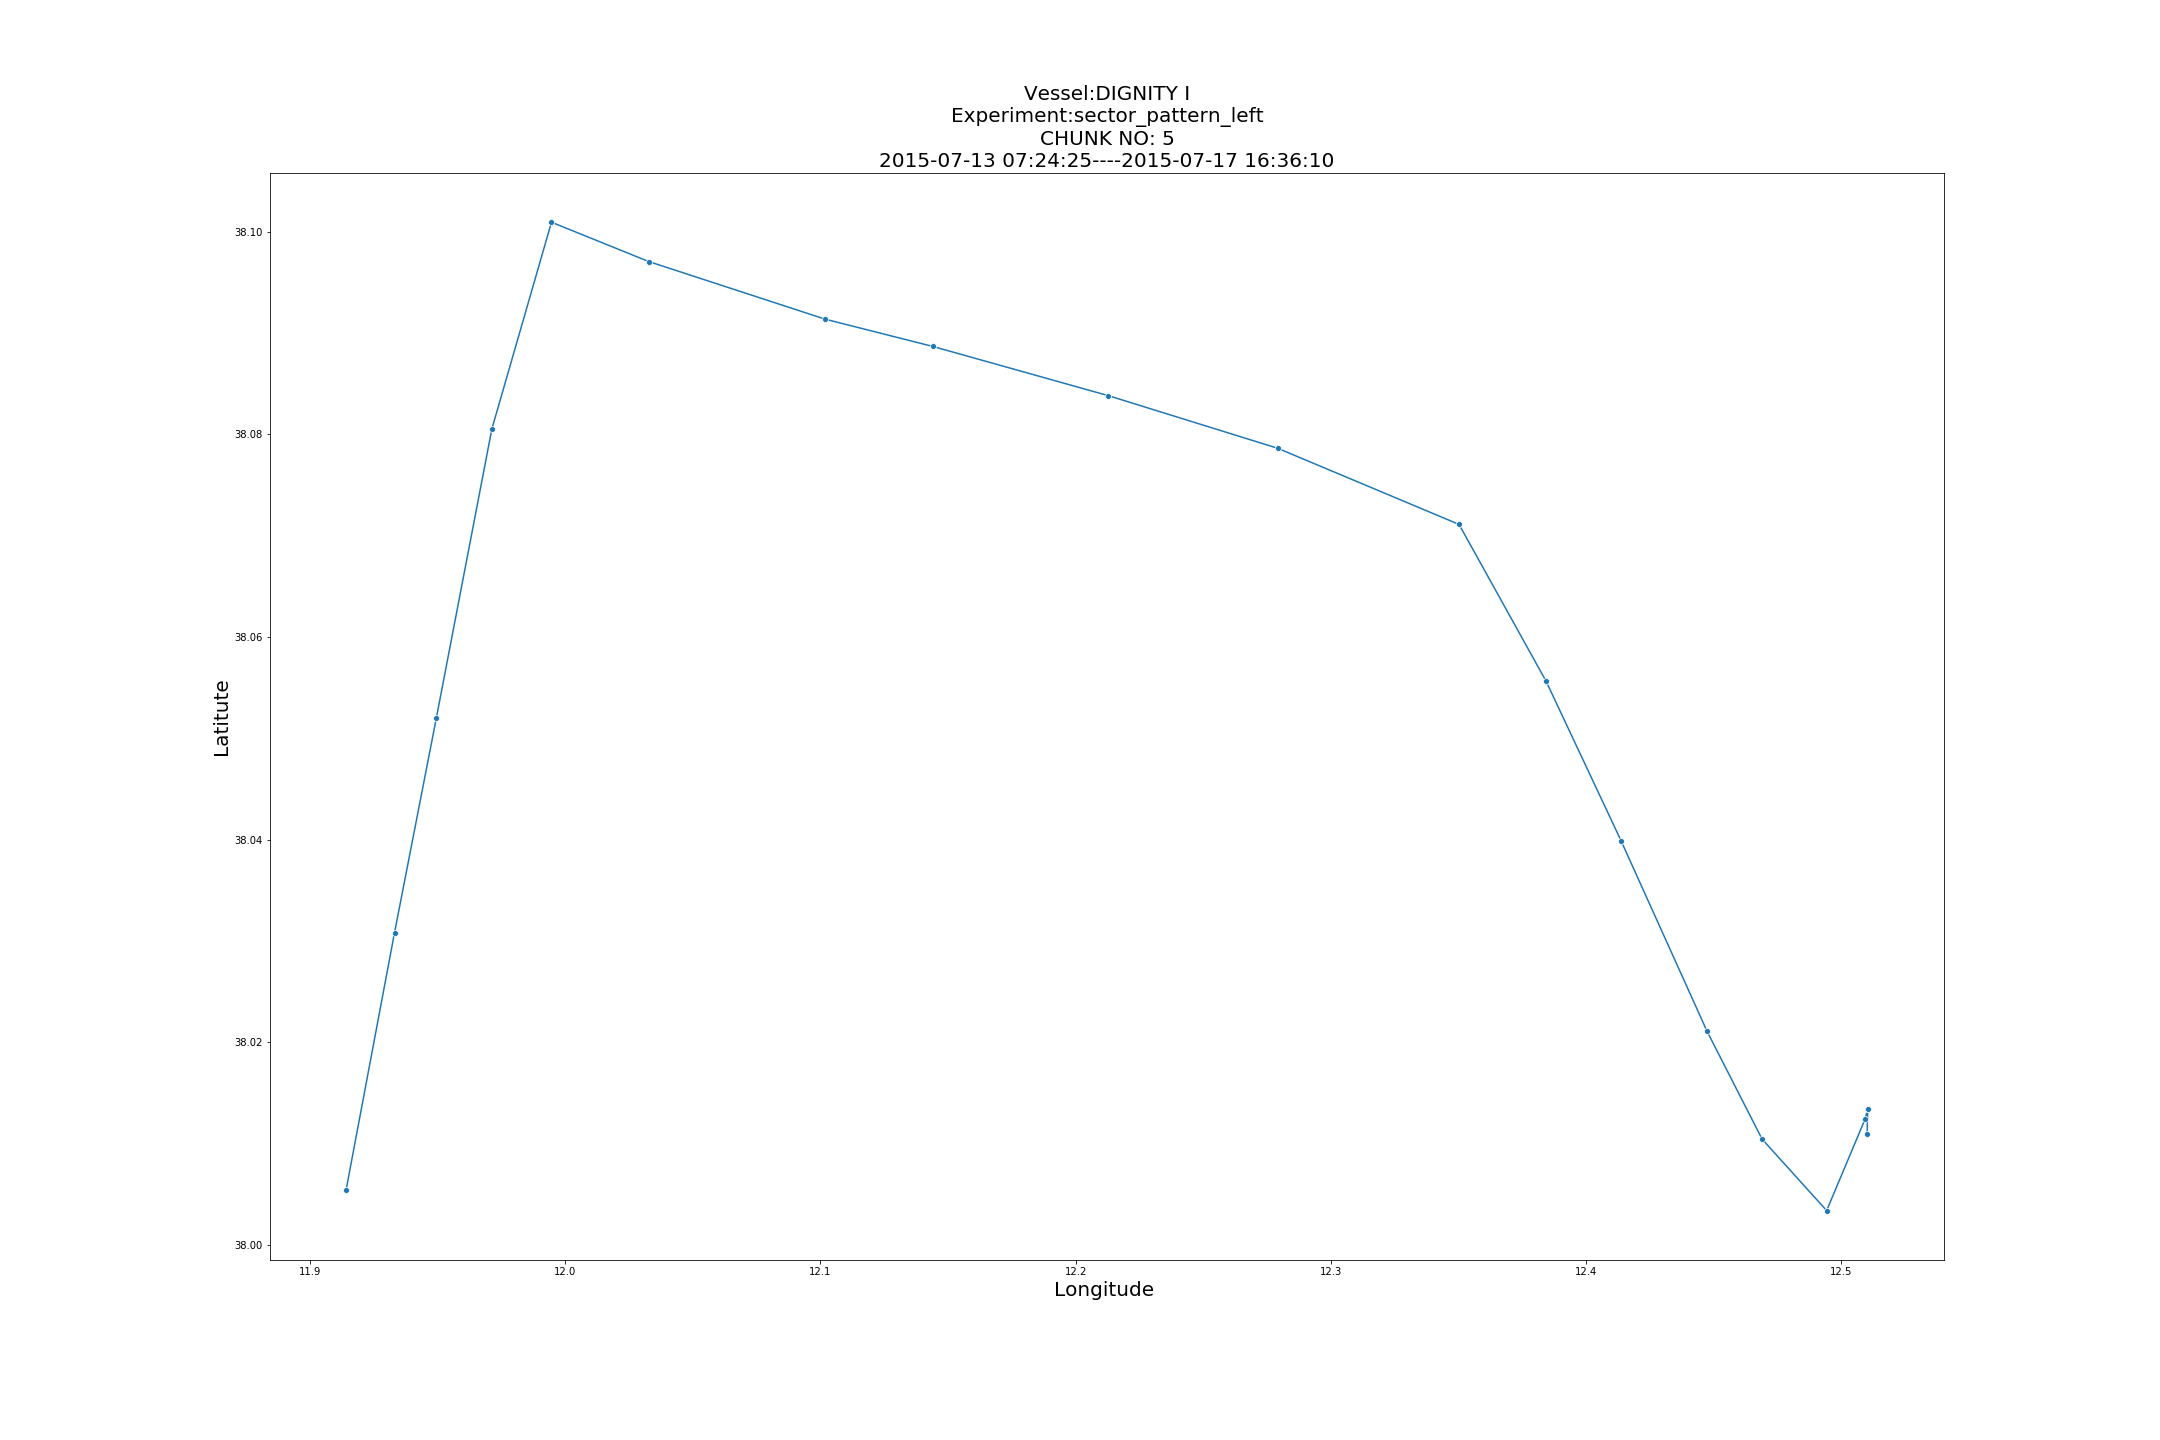 Vessel:DIGNITY I
Experiment:sector_pattern_left
CHUNK NO: 5
2015-07-13 07:24:25----2015-07-17 16:36:10
38.10
38.08
38.06
38.04
38.02
38.00
Latitute
11.9 12.0 12.1 12.2 12.3 12.4 12.5
Longitude